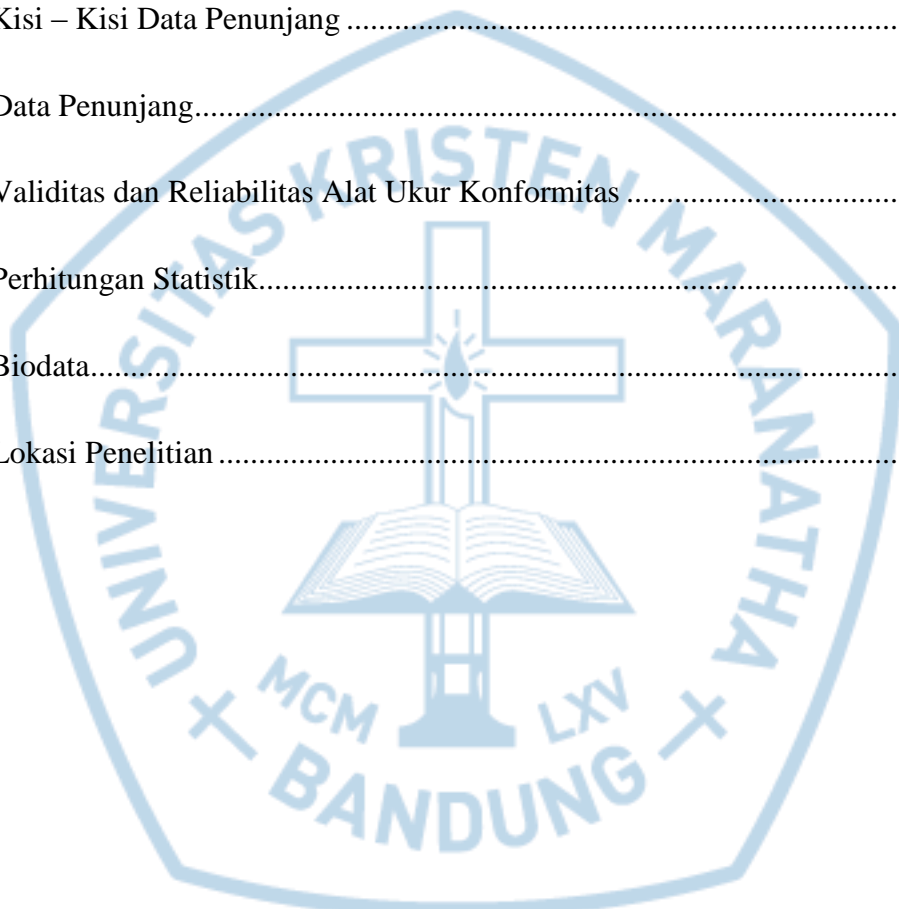 Kisi – Kisi Data Penunjang ..............................................................................
Data Penunjang..................................................................................................
Validitas dan Reliabilitas Alat Ukur Konformitas ...................................
Perhitungan Statistik..........................................................................................
Biodata...............................................................................................................
Lokasi Penelitian ...............................................................................................
UNIVERSITAS KRISTEN MARANATHA
MCM LXV
BANDUNG